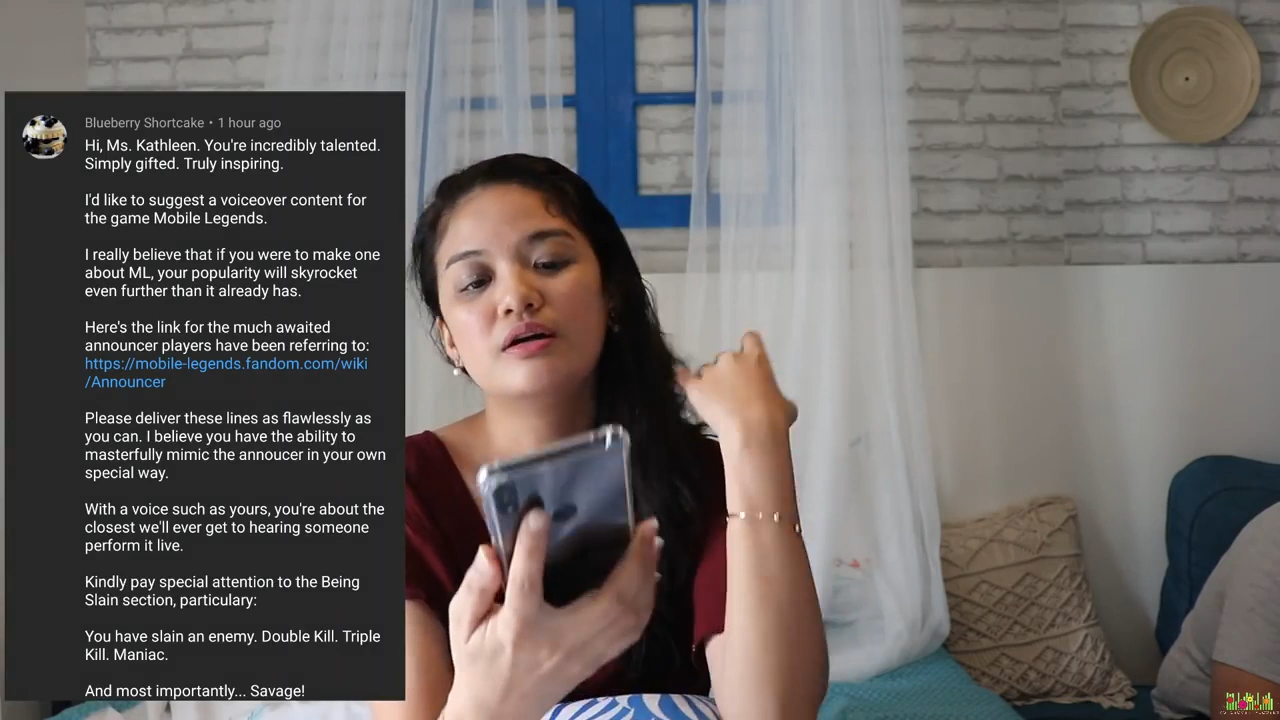 Blueberry Shortcake • 1 hour ago
Hi, Ms. Kathleen. You're incredibly talented.
Simply gifted. Truly inspiring.
I'd like to suggest a voiceover content for
the game Mobile Legends.
I really believe that if you were to make one
about ML, your popularity will skyrocket
even further than it already has.
Here's the link for the much awaited
announcer players have been referring to:
https://mobile-legends.fandom.com/wiki
/Announcer
Please deliver these lines as flawlessly as
you can. I believe you have the ability to
masterfully mimic the annoucer in your own
special way.
With a voice such as yours, you're about the
closest we'll ever get to hearing someone
perform it live.
Kindly pay special attention to the Being
Slain section, particulary:
You have slain an enemy. Double Kill. Triple
Kill. Maniac.
And most importantly... Savage!